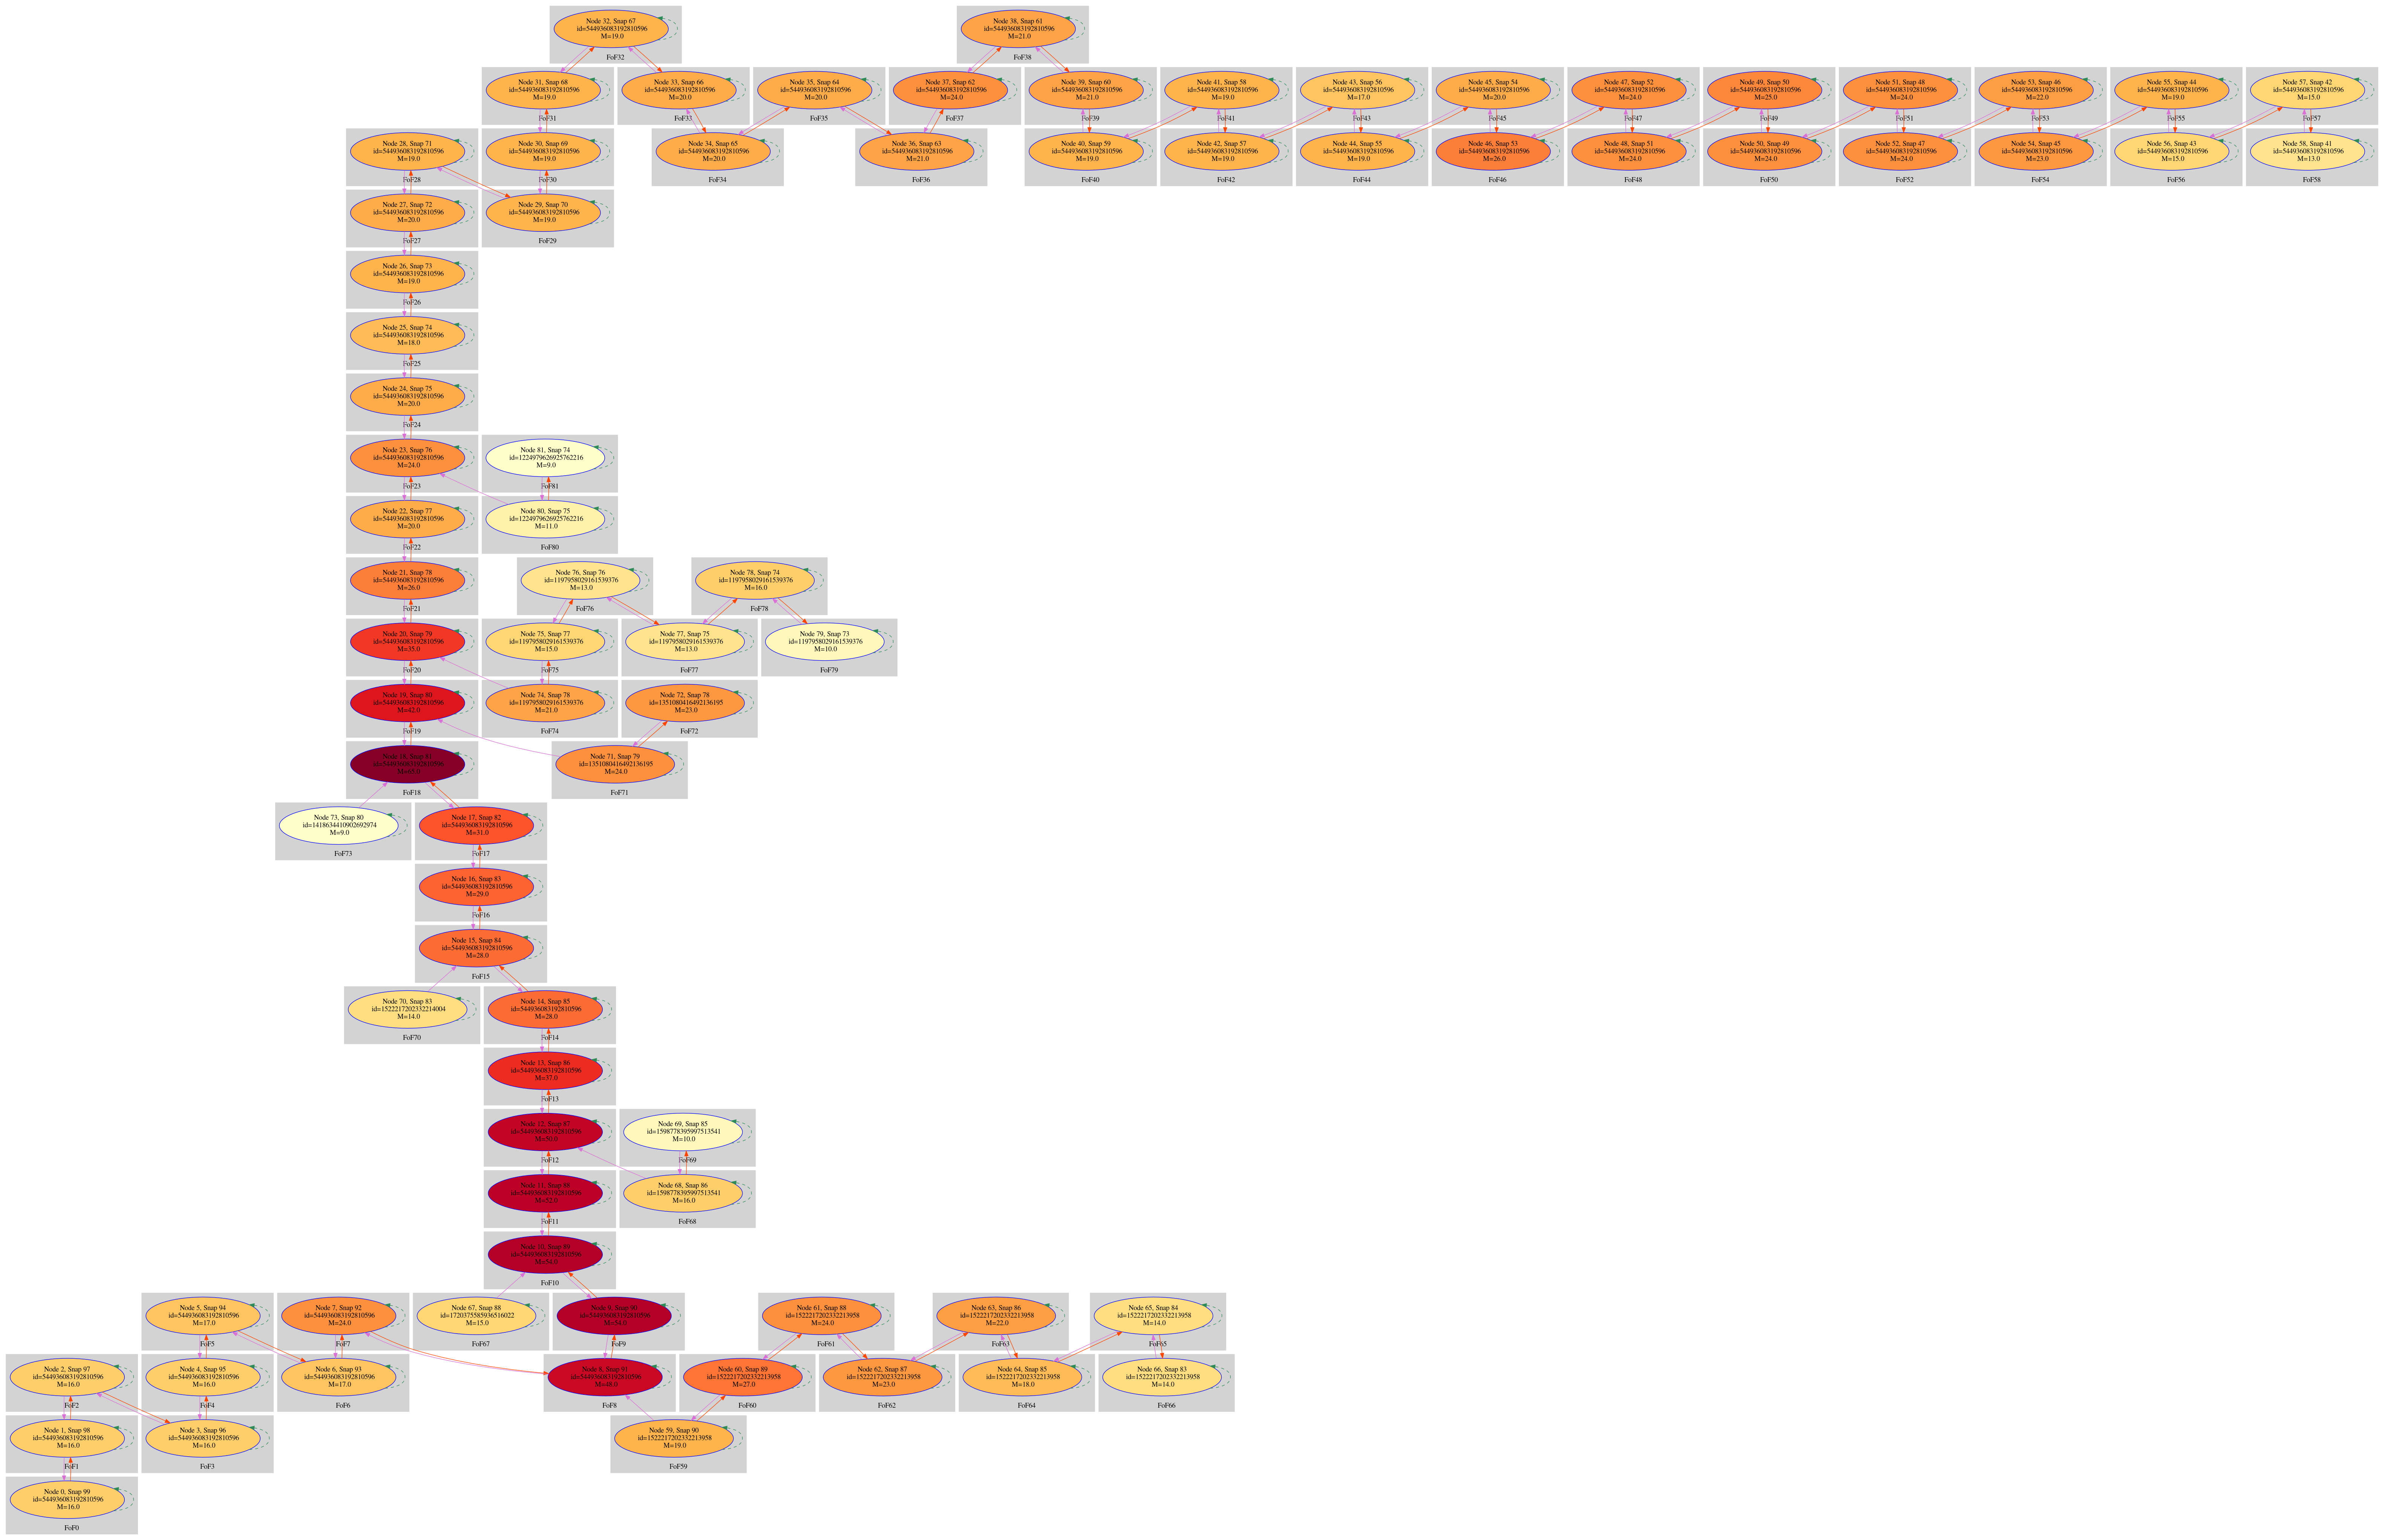 Node 32, Snap 67
id=544936083192810596
M=19.0
FoF32
Node 38, Snap 61
id=544936083192810596
M=21.0
FoF38
Node 31, Snap 68
id=544936083192810596
M=19.0
FoF31
Node 33, Snap 66
id=544936083192810596
M=20.0
FoF33
Node 35, Snap 64
id=544936083192810596
M=20.0
FoF35
Node 37, Snap 62
id=544936083192810596
M=24.0
FoF37
Node 39, Snap 60
id=544936083192810596
M=21.0
FoF39
Node 41, Snap 58
id=544936083192810596
M=19.0
FoF41
Node 43, Snap 56
id=544936083192810596
M=17.0
FoF43
Node 45, Snap 54
id=544936083192810596
M=20.0
FoF45
Node 47, Snap 52
id=544936083192810596
M=24.0
FoF47
Node 49, Snap 50
id=544936083192810596
M=25.0
FoF49
Node 51, Snap 48
id=544936083192810596
M=24.0
FoF51
Node 53, Snap 46
id=544936083192810596
M=22.0
FoF53
Node 55, Snap 44
id=544936083192810596
M=19.0
FoF55
Node 57, Snap 42
id=544936083192810596
M=15.0
FoF57
Node 28, Snap 71
id=544936083192810596
M=19.0
FoF28
Node 30, Snap 69
id=544936083192810596
M=19.0
FoF30
Node 34, Snap 65
id=544936083192810596
M=20.0
FoF34
Node 36, Snap 63
id=544936083192810596
M=21.0
FoF36
Node 40, Snap 59
id=544936083192810596
M=19.0
FoF40
Node 42, Snap 57
id=544936083192810596
M=19.0
FoF42
Node 44, Snap 55
id=544936083192810596
M=19.0
FoF44
Node 46, Snap 53
id=544936083192810596
M=26.0
FoF46
Node 48, Snap 51
id=544936083192810596
M=24.0
FoF48
Node 50, Snap 49
id=544936083192810596
M=24.0
FoF50
Node 52, Snap 47
id=544936083192810596
M=24.0
FoF52
Node 54, Snap 45
id=544936083192810596
M=23.0
FoF54
Node 56, Snap 43
id=544936083192810596
M=15.0
FoF56
Node 58, Snap 41
id=544936083192810596
M=13.0
FoF58
Node 27, Snap 72
id=544936083192810596
M=20.0
FoF27
Node 29, Snap 70
id=544936083192810596
M=19.0
FoF29
Node 26, Snap 73
id=544936083192810596
M=19.0
FoF26
Node 25, Snap 74
id=544936083192810596
M=18.0
FoF25
Node 24, Snap 75
id=544936083192810596
M=20.0
FoF24
Node 23, Snap 76
id=544936083192810596
M=24.0
FoF23
Node 81, Snap 74
id=1224979626925762216
M=9.0
FoF81
Node 22, Snap 77
id=544936083192810596
M=20.0
FoF22
Node 80, Snap 75
id=1224979626925762216
M=11.0
FoF80
Node 21, Snap 78
id=544936083192810596
M=26.0
FoF21
Node 76, Snap 76
id=1197958029161539376
M=13.0
FoF76
Node 78, Snap 74
id=1197958029161539376
M=16.0
FoF78
Node 20, Snap 79
id=544936083192810596
M=35.0
FoF20
Node 75, Snap 77
id=1197958029161539376
M=15.0
FoF75
Node 77, Snap 75
id=1197958029161539376
M=13.0
FoF77
Node 79, Snap 73
id=1197958029161539376
M=10.0
FoF79
Node 19, Snap 80
id=544936083192810596
M=42.0
FoF19
Node 74, Snap 78
id=1197958029161539376
M=21.0
FoF74
Node 72, Snap 78
id=1351080416492136195
M=23.0
FoF72
Node 18, Snap 81
id=544936083192810596
FoF18
Node 71, Snap 79
id=1351080416492136195
M=24.0
FoF71
Node 73, Snap 80
id=1418634410902692974
M=9.0
FoF73
Node 17, Snap 82
id=544936083192810596
M=31.0
FoF17
Node 16, Snap 83
id=544936083192810596
M=29.0
FoF16
Node 15, Snap 84
id=544936083192810596
M=28.0
FoF15
Node 70, Snap 83
id=1522217202332214004
M=14.0
FoF70
Node 14, Snap 85
id=544936083192810596
M=28.0
FoF14
Node 13, Snap 86
id=544936083192810596
M=37.0
FoF13
Node 12, Snap 87
id=544936083192810596
M=50.0
FoF12
Node 69, Snap 85
id=1598778395997513541
M=10.0
FoF69
Node 11, Snap 88
id=544936083192810596
M=52.0
FoF11
Node 68, Snap 86
id=1598778395997513541
M=16.0
FoF68
Node 10, Snap 89
id=544936083192810596
M=54.0
FoF10
Node 5, Snap 94
id=544936083192810596
M=17.0
FoF5
Node 7, Snap 92
id=544936083192810596
M=24.0
FoF7
Node 67, Snap 88
id=1720375585936516022
M=15.0
FoF67
Node 9, Snap 90
id=544936083192810596
M=54.0
FoF9
Node 61, Snap 88
id=1522217202332213958
M=24.0
FoF61
Node 63, Snap 86
id=1522217202332213958
M=22.0
FoF63
Node 65, Snap 84
id=1522217202332213958
M=14.0
FoF65
Node 2, Snap 97
id=544936083192810596
M=16.0
FoF2
Node 4, Snap 95
id=544936083192810596
M=16.0
FoF4
Node 6, Snap 93
id=544936083192810596
M=17.0
FoF6
Node 8, Snap 91
id=544936083192810596
M=48.0
FoF8
Node 60, Snap 89
id=1522217202332213958
M=27.0
FoF60
Node 62, Snap 87
id=1522217202332213958
M=23.0
FoF62
Node 64, Snap 85
id=1522217202332213958
M=18.0
FoF64
Node 66, Snap 83
id=1522217202332213958
M=14.0
FoF66
Node 1, Snap 98
id=544936083192810596
M=16.0
FoF1
Node 3, Snap 96
id=544936083192810596
M=16.0
FoF3
Node 59, Snap 90
id=1522217202332213958
M=19.0
FoF59
Node 0, Snap 99
id=544936083192810596
M=16.0
FoF0